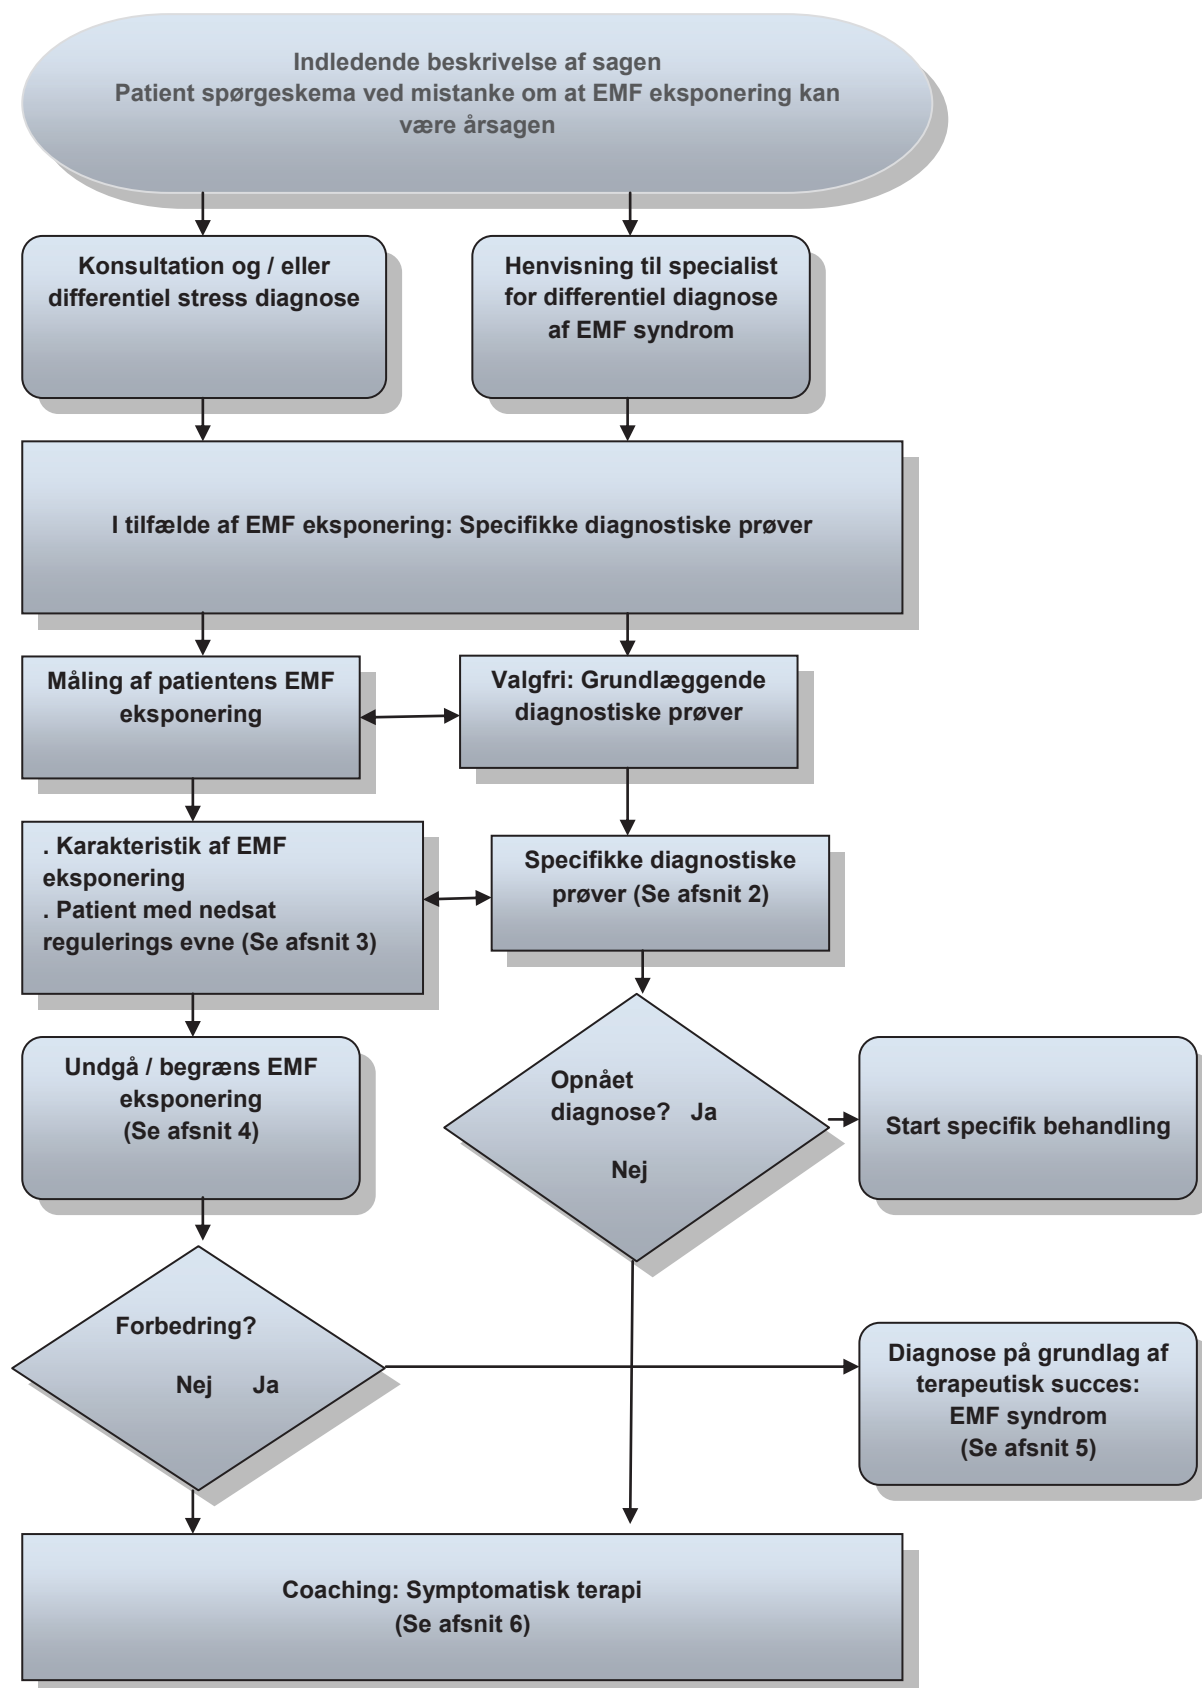 Indledende beskrivelse af sagen
Patient spørgeskema ved mistanke om at EMF eksponering kan
være årsagen
Konsultation og / eller
differentiel stress diagnose
Henvisning til specialist
for differentiel diagnose
af EMF syndrom
I tilfælde af EMF eksponering: Specifikke diagnostiske prøver
Måling af patientens EMF
eksponering
Valgfri: Grundlæggende
diagnostiske prøver
. Karakteristik af EMF
eksponering
. Patient med nedsat
regulerings evne (Se afsnit 3)
Specifikke diagnostiske
prøver (Se afsnit 2)
Undgå / begræns EMF
eksponering
(Se afsnit 4)
Opnået
diagnose? Ja
Nej
Start specifik behandling
Forbedring?
Nej Ja
Diagnose på grundlag af
terapeutisk succes:
EMF syndrom
(Se afsnit 5)
Coaching: Symptomatisk terapi
(Se afsnit 6)